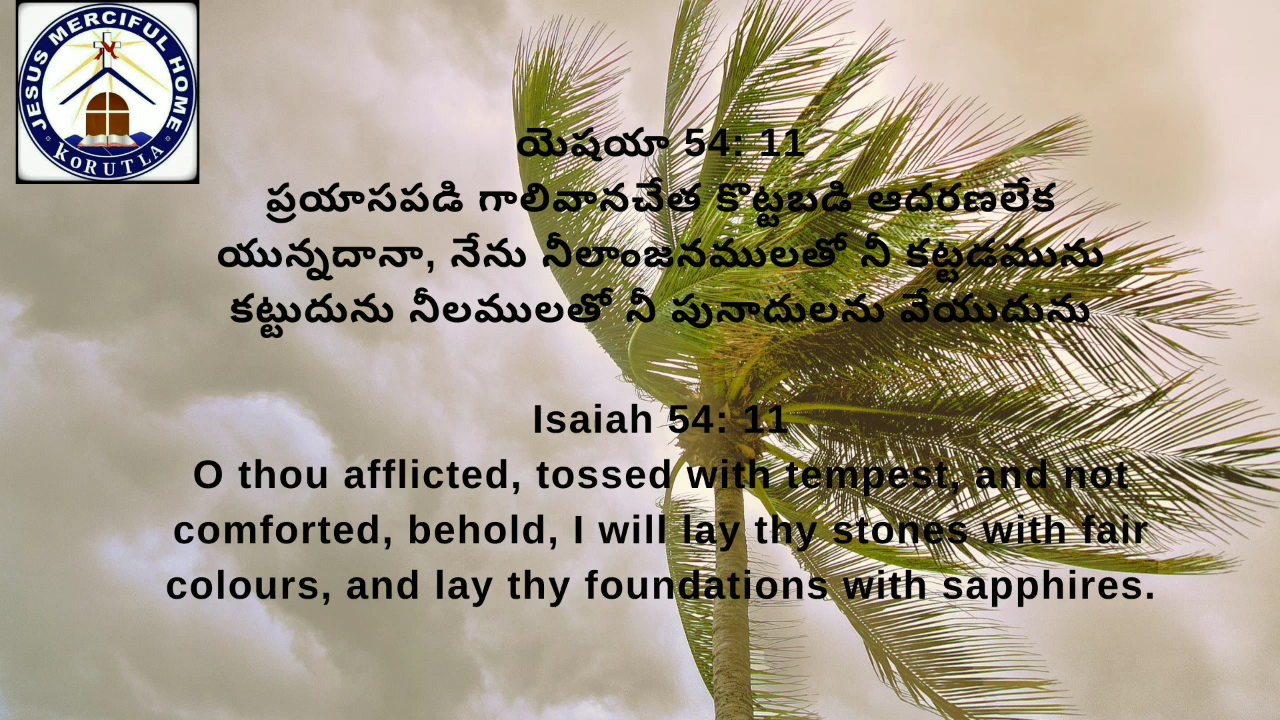 JESUS MERCIFUL HOME
KORUTLA
యెషయా 54: 11
ప్రయాసపడి గాలివానచేత కొట్టబడి ఆదరణలేక
యున్నదానా, నేను నీలాంజనములతో నీ కట్టడమును
కట్టుదును నీలములతో నీ పునాదులను వేయుదును
Isaiah 54: 11
O thou afflicted, tossed with tempest, and not
comforted, behold, I will lay thy stones with fair
colours, and lay thy foundations with sapphires.